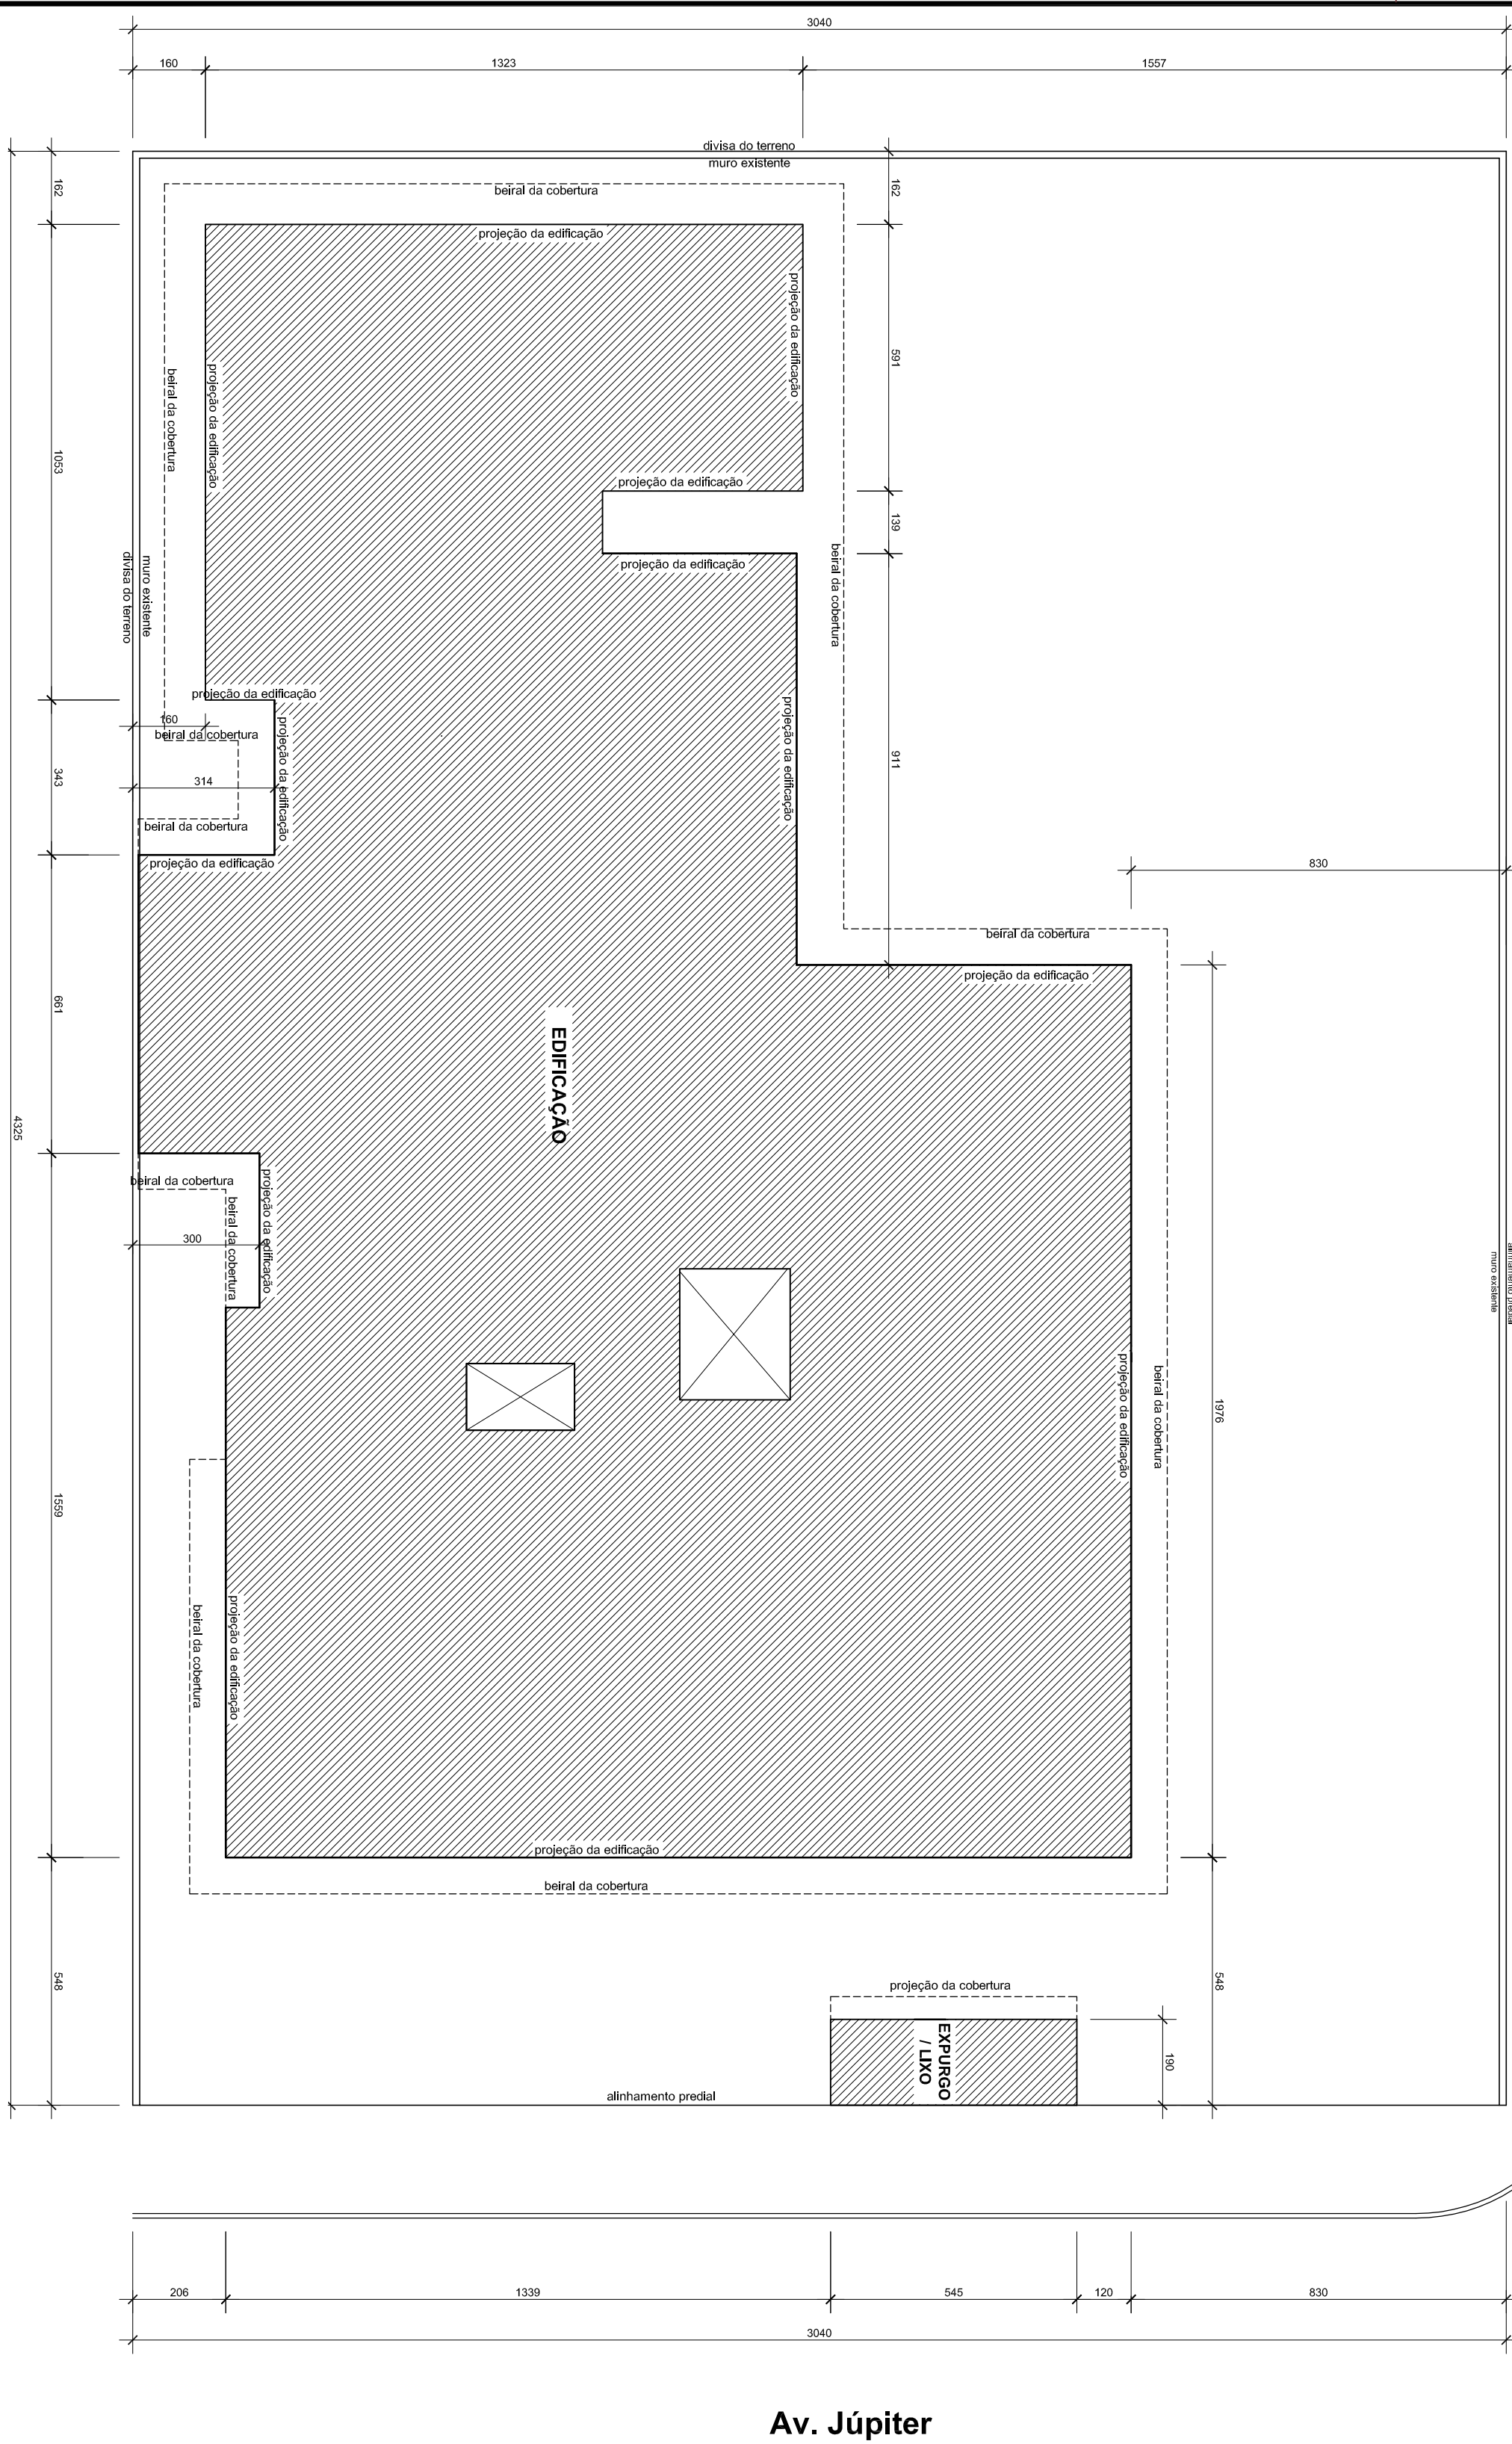 3040
160
1323
1557
divisa do terreno
muro existente
162
162
beiral da cobertura
projeção da edificação
projeção da edificação
591
beiral da cobertura
projeção da edificação
1053
projeção da edificação
139
projeção da edificação
beiral da cobertura
muro existente
divisa do terreno
projeção da edificação
160
beiral da cobertura
projeção da edificação
projeção da edificação
911
343
314
beiral da cobertura
projeção da edificação
830
beiral da cobertura
projeção da edificação
661
EDIFICAÇÃO
4325
beiral da cobertura
beiral da cobertura
projeção da edificação
300
alinhamento predial
muro existente
projeção da edificação
beiral da cobertura
1976
1559
beiral da cobertura
projeção da edificação
projeção da edificação
beiral da cobertura
548
548
projeção da cobertura
EXPURGO
/ LIXO
190
alinhamento predial
206
1339
545
120
830
3040
Av. Júpiter